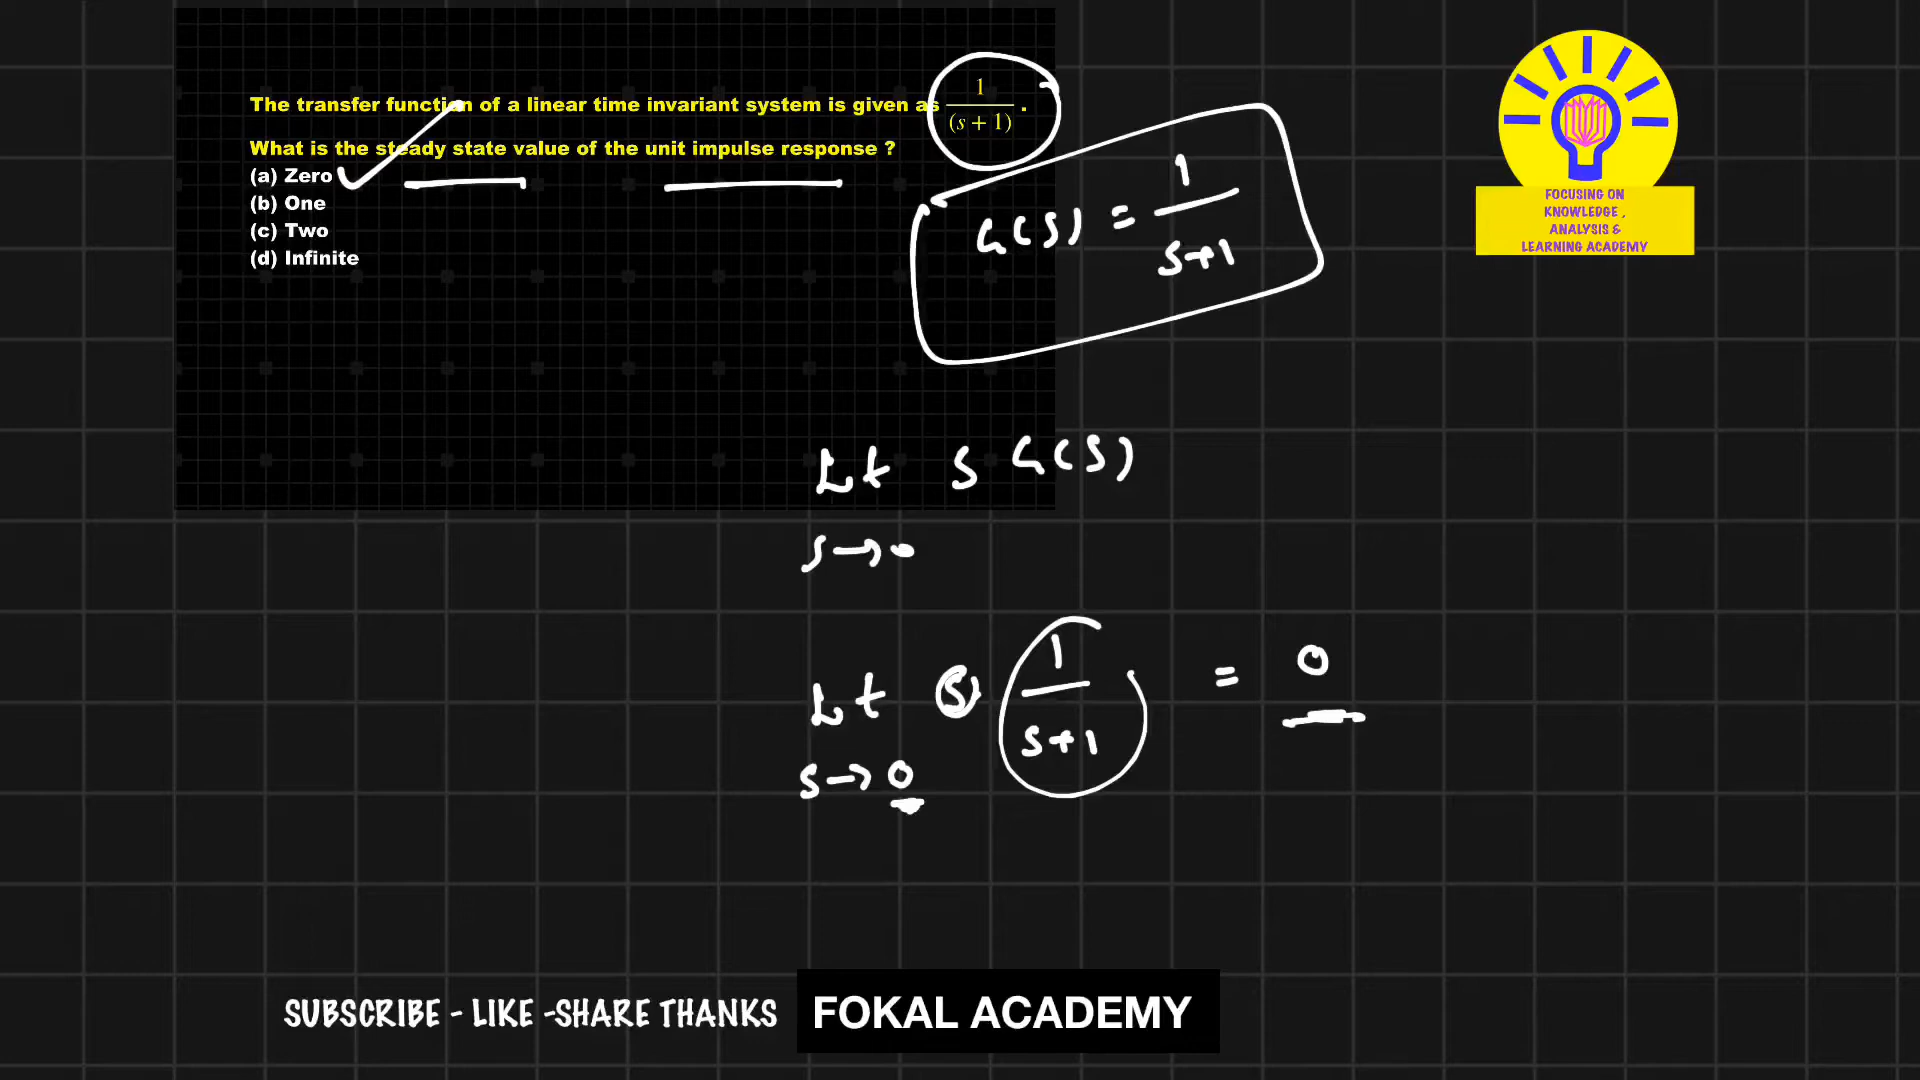 The transfer function of a linear time invariant system is given as 1/(s + 1) .
What is the steady state value of the unit impulse response ?
(a) Zero
(b) One
(c) Two
(d) Infinite
G(S) = 1/S+1
Lt S G(S)
S→0
Lt S 1/S+1 = 0
S→0
FOCUSING ON
KNOWLEDGE ,
ANALYSIS &
LEARNING ACADEMY
SUBSCRIBE - LIKE -SHARE THANKS
FOKAL ACADEMY